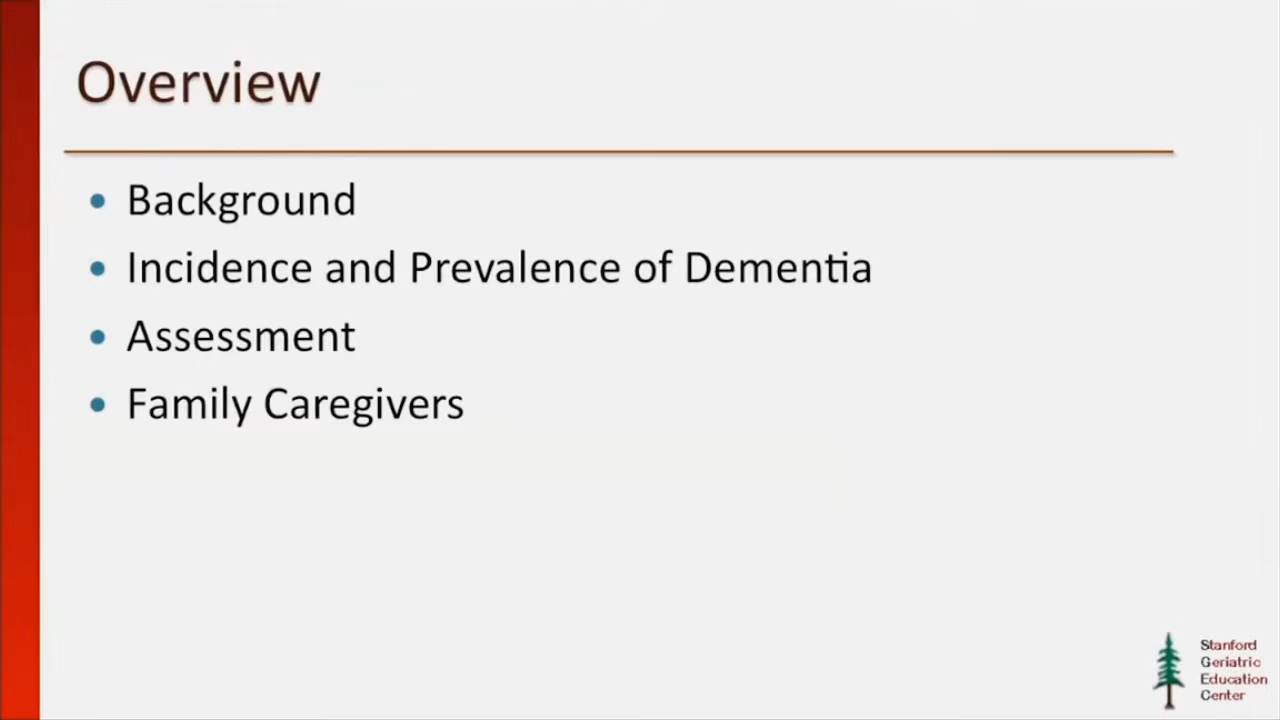 Overview
Background
Incidence and Prevalence of Dementia
Assessment
Family Caregivers
Stanford
Geriatric
Education
Center